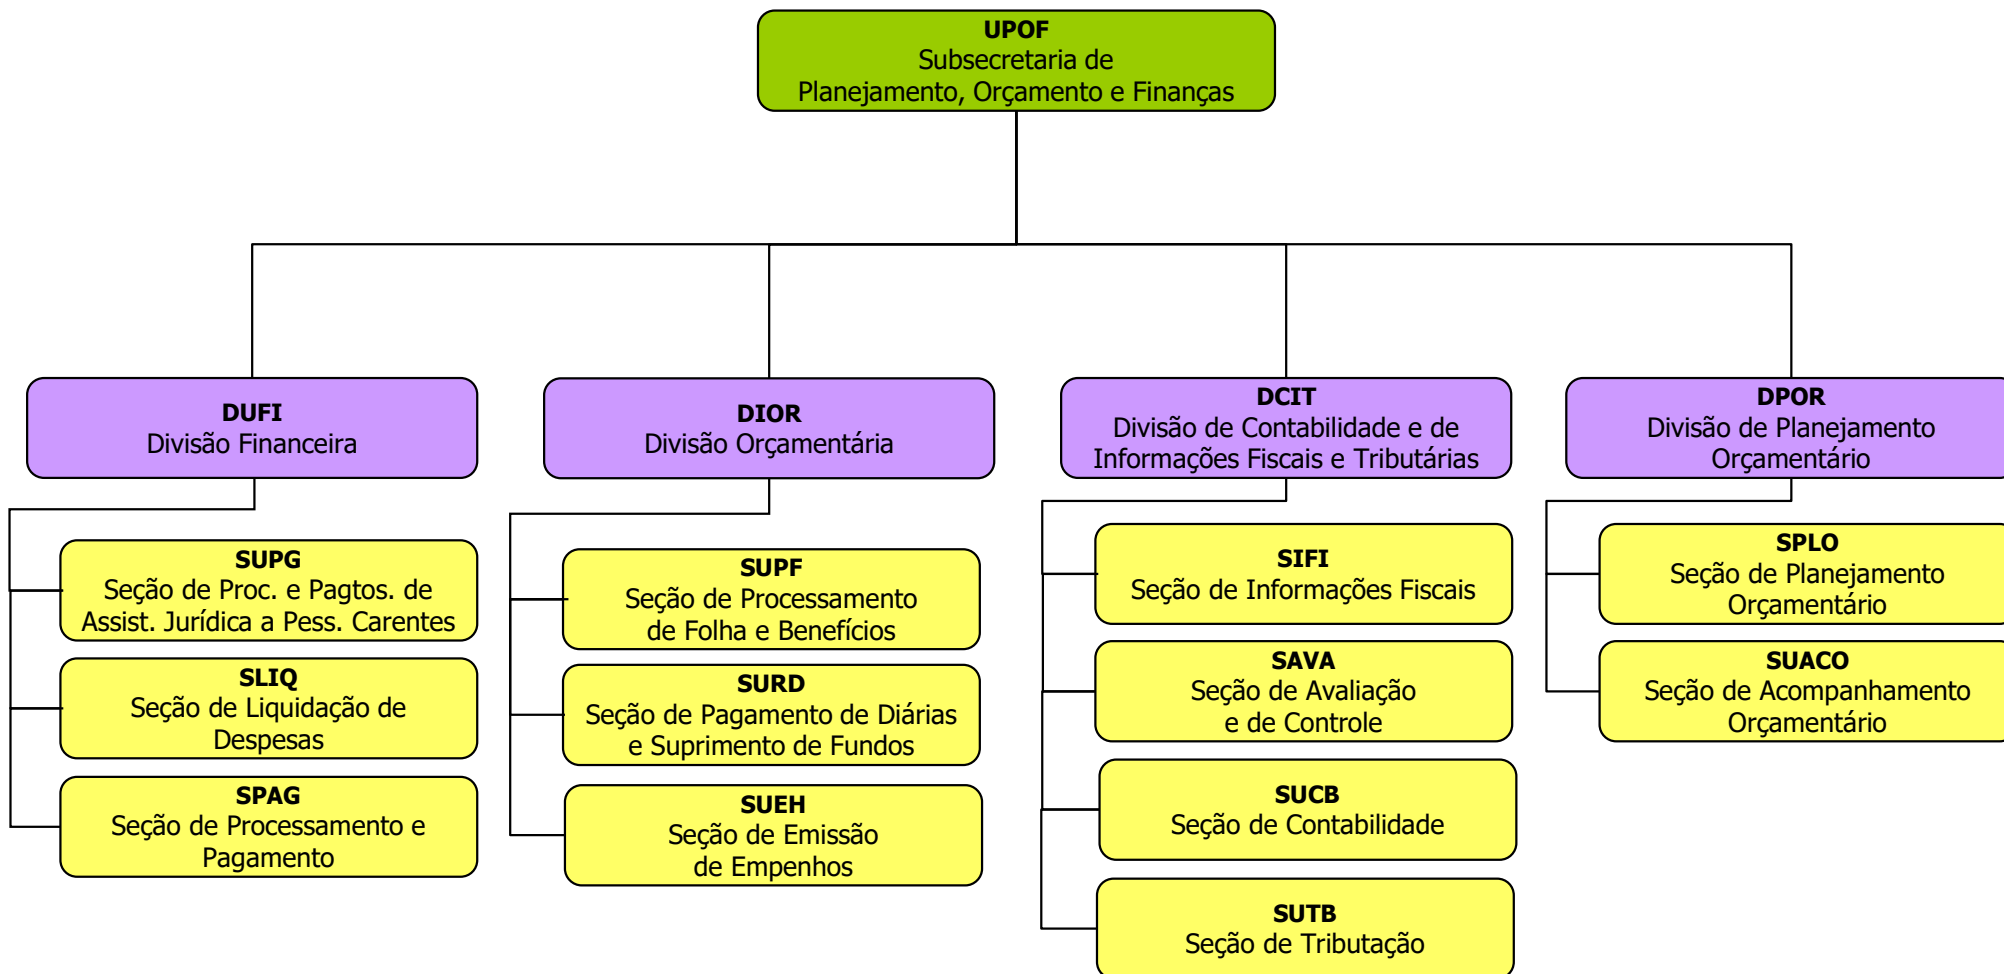 UPOF
Subsecretaria de
Planejamento, Orçamento e Finanças
DUFI
Divisão Financeira
DIOR
Divisão Orçamentária
DCIT
Divisão de Contabilidade e de
Informações Fiscais e Tributárias
DPOR
Divisão de Planejamento
Orçamentário
SUPG
Seção de Proc. e Pagtos. de
Assist. Jurídica a Pess. Carentes
SLIQ
Seção de Liquidação de
Despesas
SPAG
Seção de Processamento e
Pagamento
SUPF
Seção de Processamento
de Folha e Benefícios
SURD
Seção de Pagamento de Diárias
e Suprimento de Fundos
SUEH
Seção de Emissão
de Empenhos
SIFI
Seção de Informações Fiscais
SAVA
Seção de Avaliação
e de Controle
SUCB
Seção de Contabilidade
SUTB
Seção de Tributação
SPLO
Seção de Planejamento
Orçamentário
SUACO
Seção de Acompanhamento
Orçamentário